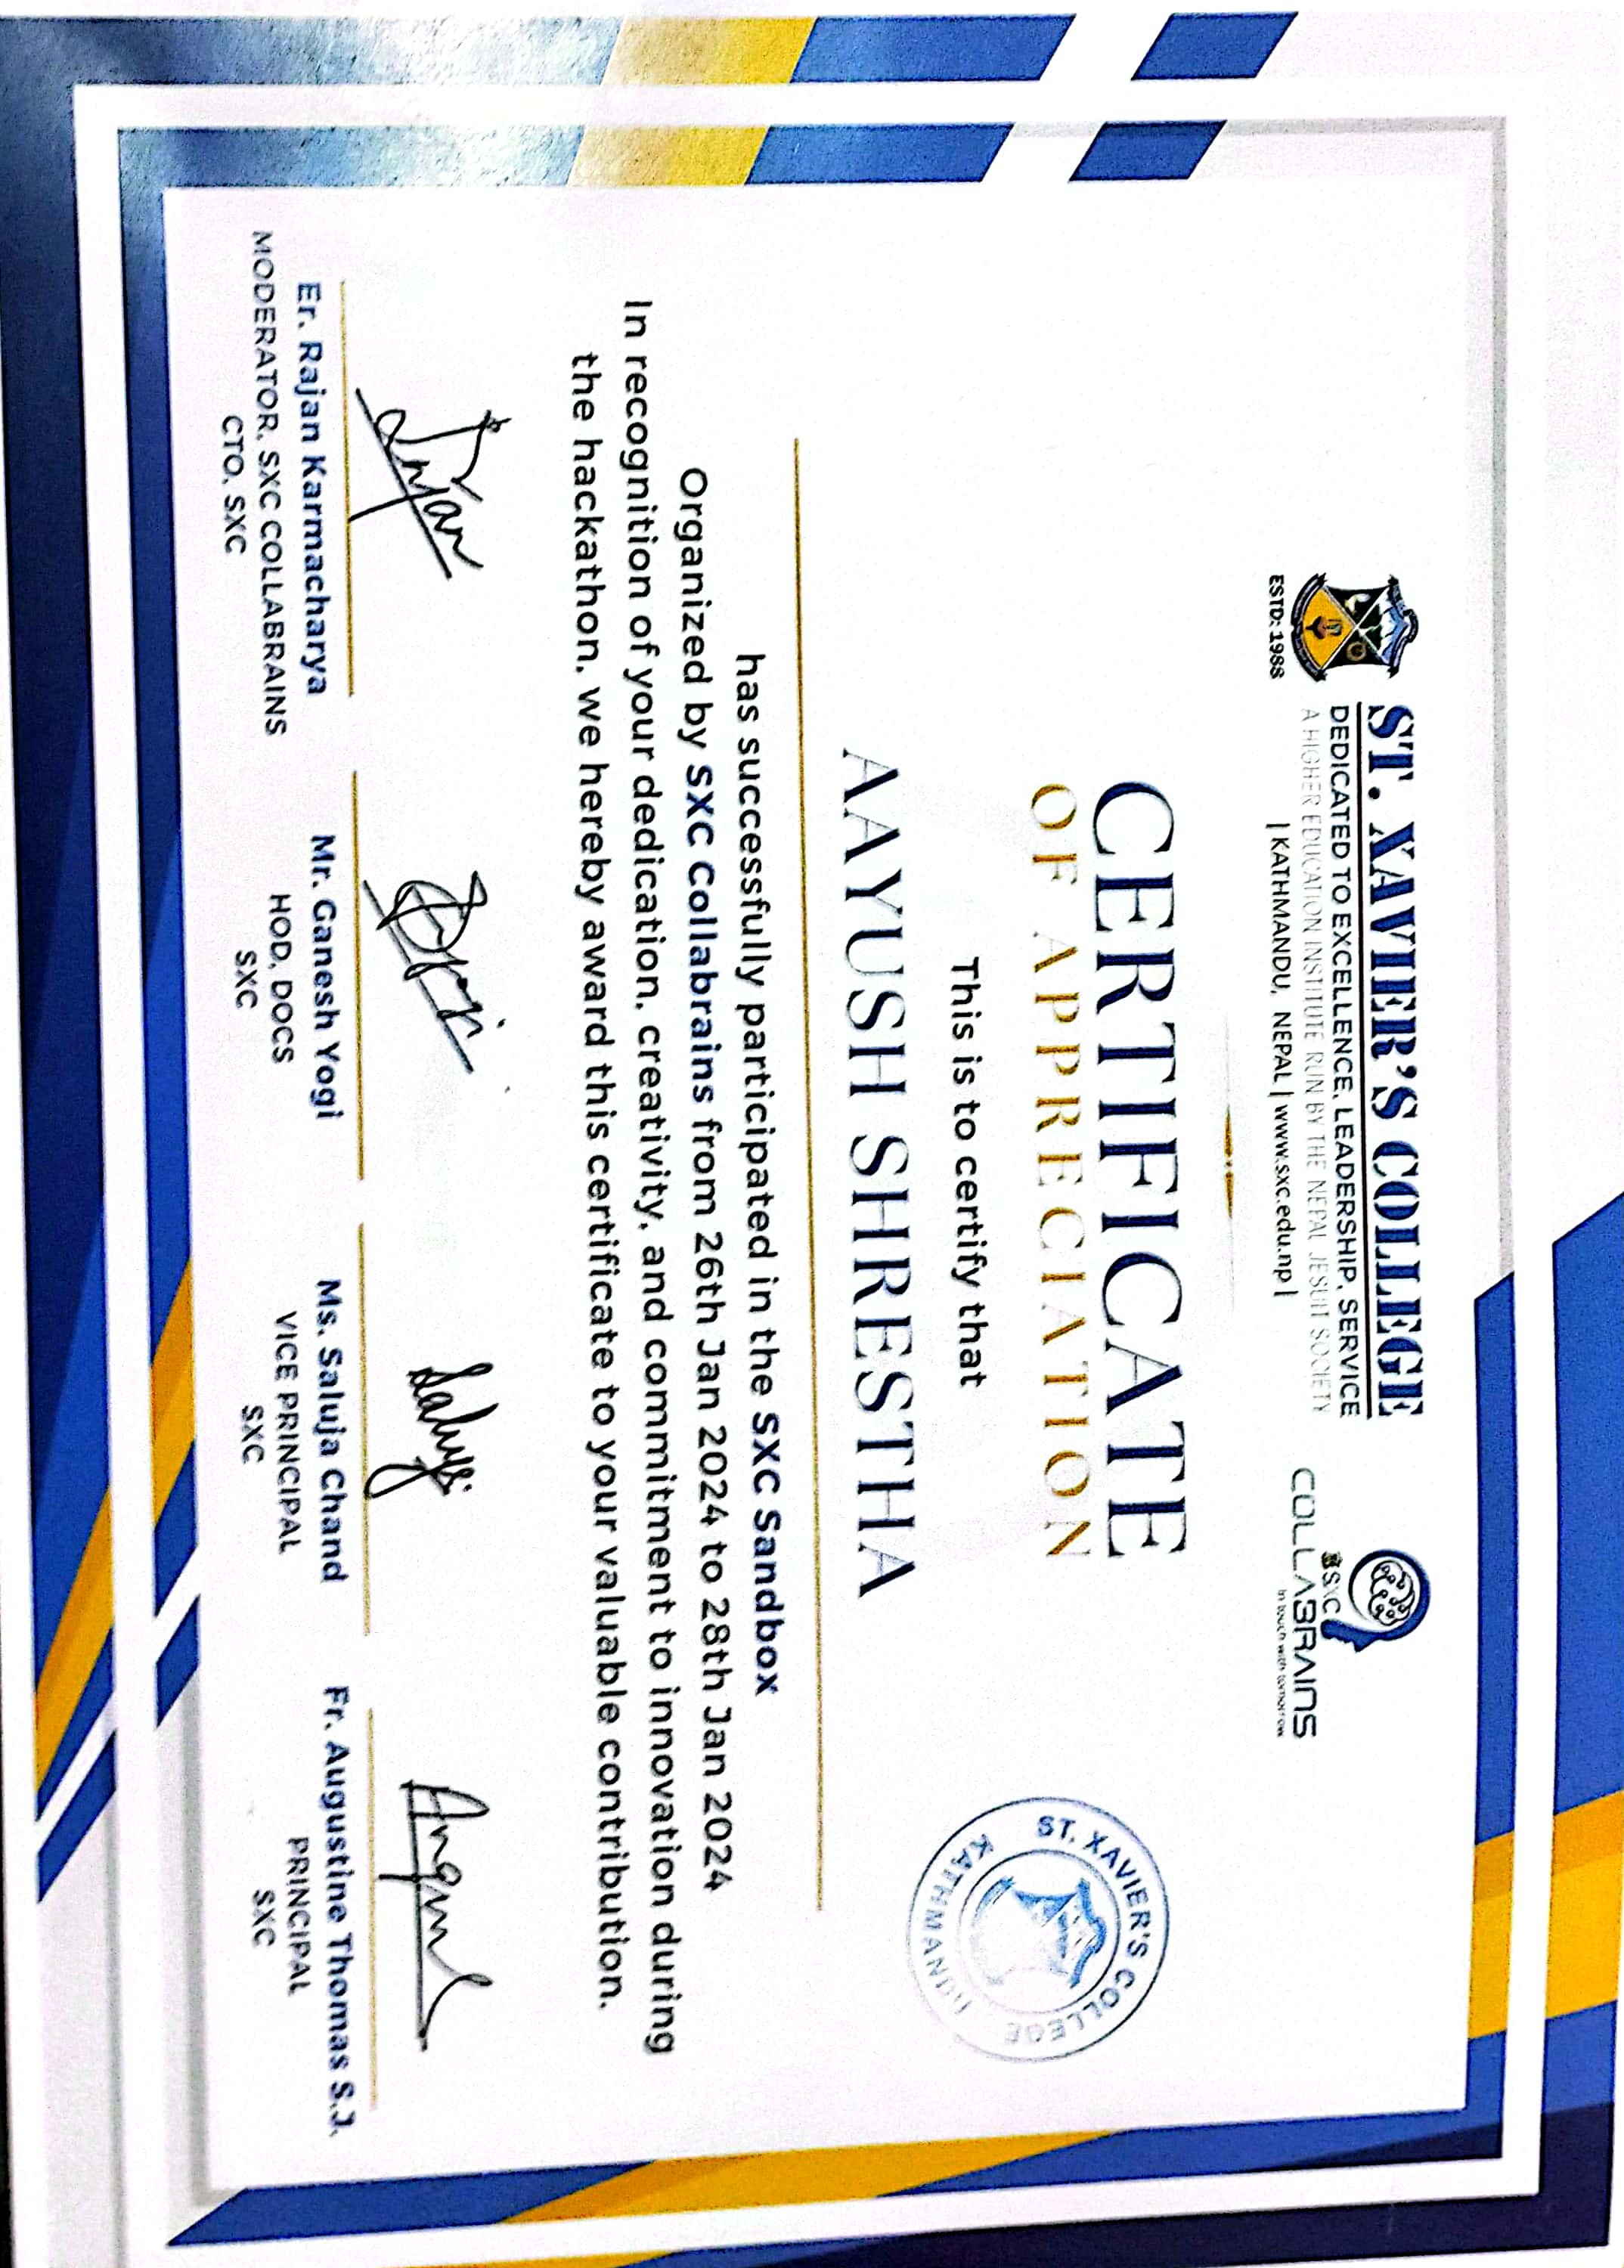 ST. XAVIER'S COLLEGE
DEDICATED TO EXCELLENCE, LEADERSHIP, SERVICE
A HIGHER EDUCATION INSTITUTE RUN BY THE NEPAL JESUIT SOCIETY
| KATHMANDU, NEPAL | www.sxc.edu.np |
ESTD: 1988
SXC
COLLABRAINS
In touch with tomorrow
CERTIFICATE
OF APPRECIATION
ST. XAVIER'S COLLEGE
KATHMANDU
This is to certify that
AAYUSH SHRESTHA
has successfully participated in the SXC Sandbox
Organized by SXC Collabrains from 26th Jan 2024 to 28th Jan 2024
In recognition of your dedication, creativity, and commitment to innovation during
the hackathon, we hereby award this certificate to your valuable contribution.
Er. Rajan Karmacharya
MODERATOR, SXC COLLABRAINS
CTO, SXC
Mr. Ganesh Yogi
HOD, DOCS
SXC
Ms. Saluja Chand
VICE PRINCIPAL
SXC
Fr. Augustine Thomas S.J.
PRINCIPAL
SXC